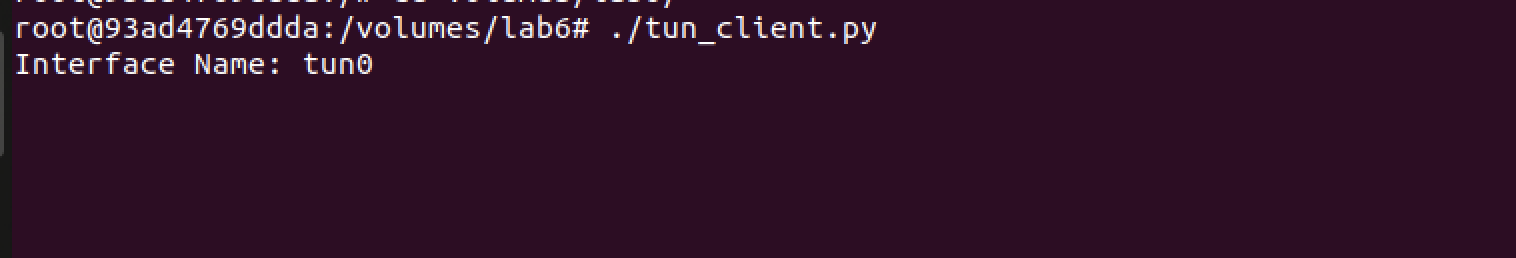 root@93ad4769ddda:/volumes/lab6# ./tun_client.py
Interface Name: tun0